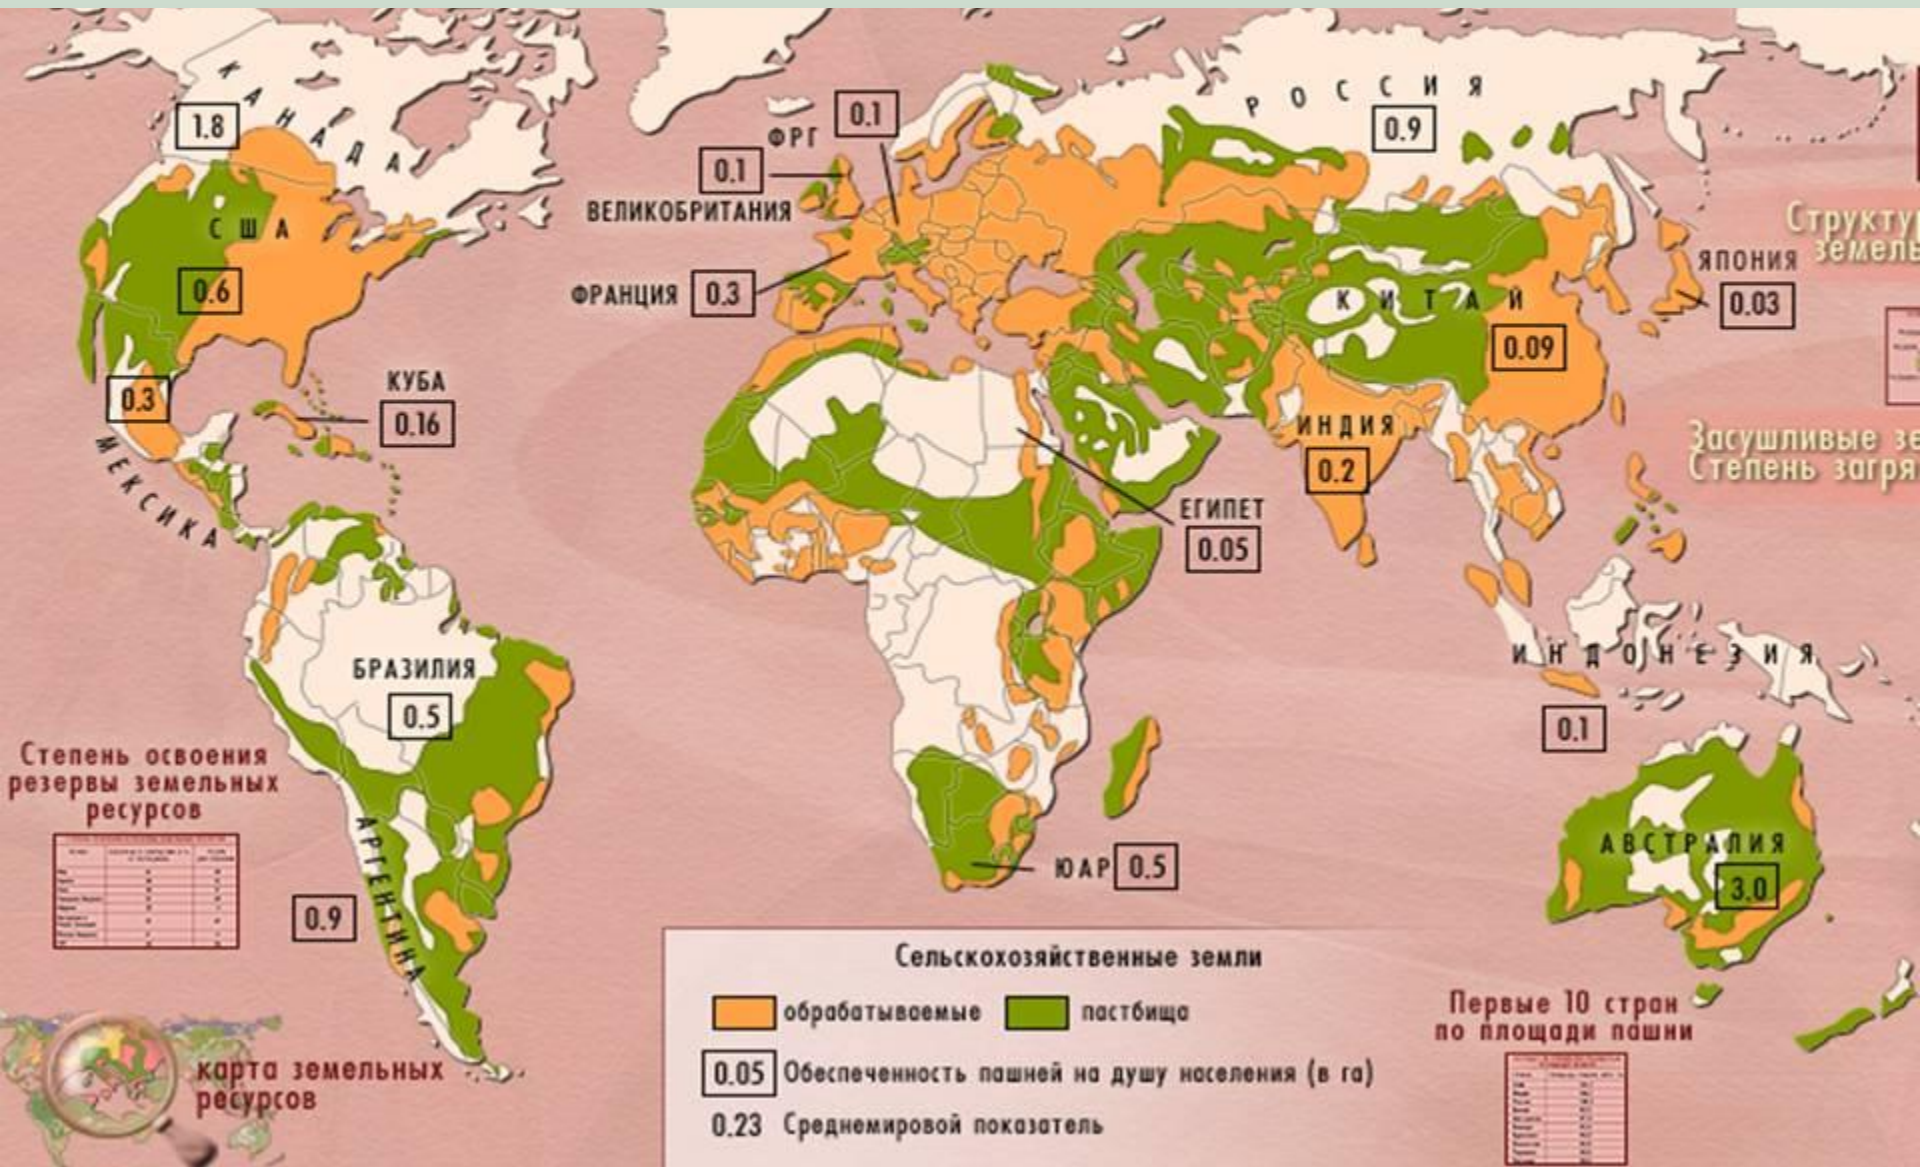 КАНАДА
1.8
РОССИЯ
0.9
ФРГ
0.1
0.1
ВЕЛИКОБРИТАНИЯ
США
0.6
ФРАНЦИЯ 0.3
КИТАЙ
0.09
ЯПОНИЯ
0.03
Структур
земель
0.3
МЕКСИКА
КУБА
0.16
ИНДИЯ
0.2
Засушливые зе
Степень загря
ЕГИПЕТ
0.05
ИНДОНЕЗИЯ
0.1
БРАЗИЛИЯ
0.5
Степень освоения
резервы земельных
ресурсов
АРГЕНТИНА
0.9
ЮАР 0.5
АВСТРАЛИЯ
3.0
Сельскохозяйственные земли
обрабатываемые
пастбища
0.05 Обеспеченность пашней на душу населения (в га)
0.23 Среднемировой показатель
Первые 10 стран
по площади пашни
карта земельных
ресурсов